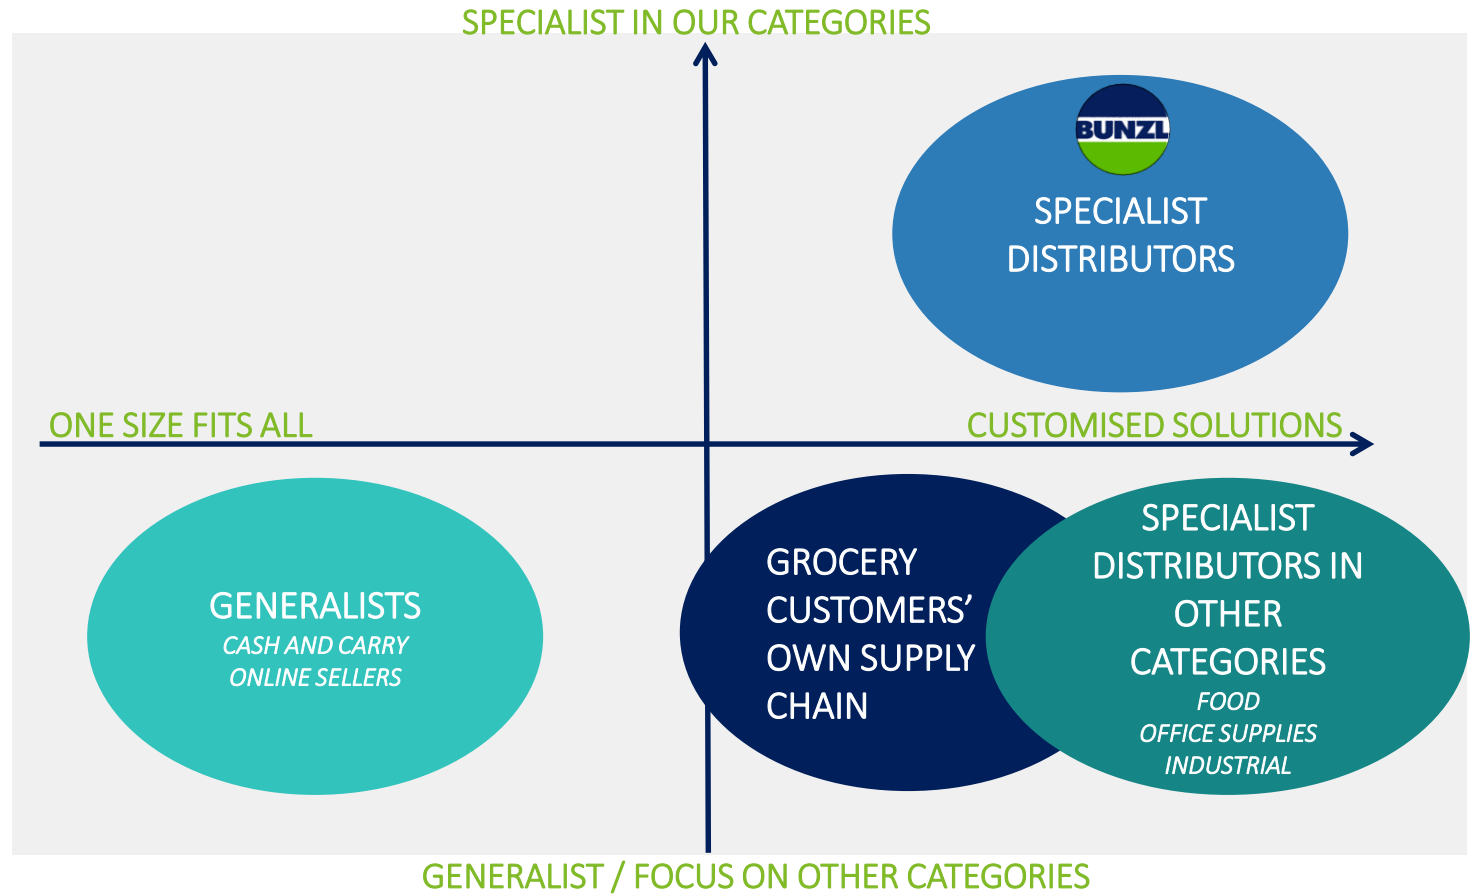 SPECIALIST IN OUR CATEGORIES
BUNZL
SPECIALIST
DISTRIBUTORS
ONE SIZE FITS ALL
CUSTOMISED SOLUTIONS
GENERALISTS
CASH AND CARRY
ONLINE SELLERS
GROCERY
CUSTOMERS’
OWN SUPPLY
CHAIN
SPECIALIST
DISTRIBUTORS IN
OTHER
CATEGORIES
FOOD
OFFICE SUPPLIES
INDUSTRIAL
GENERALIST / FOCUS ON OTHER CATEGORIES